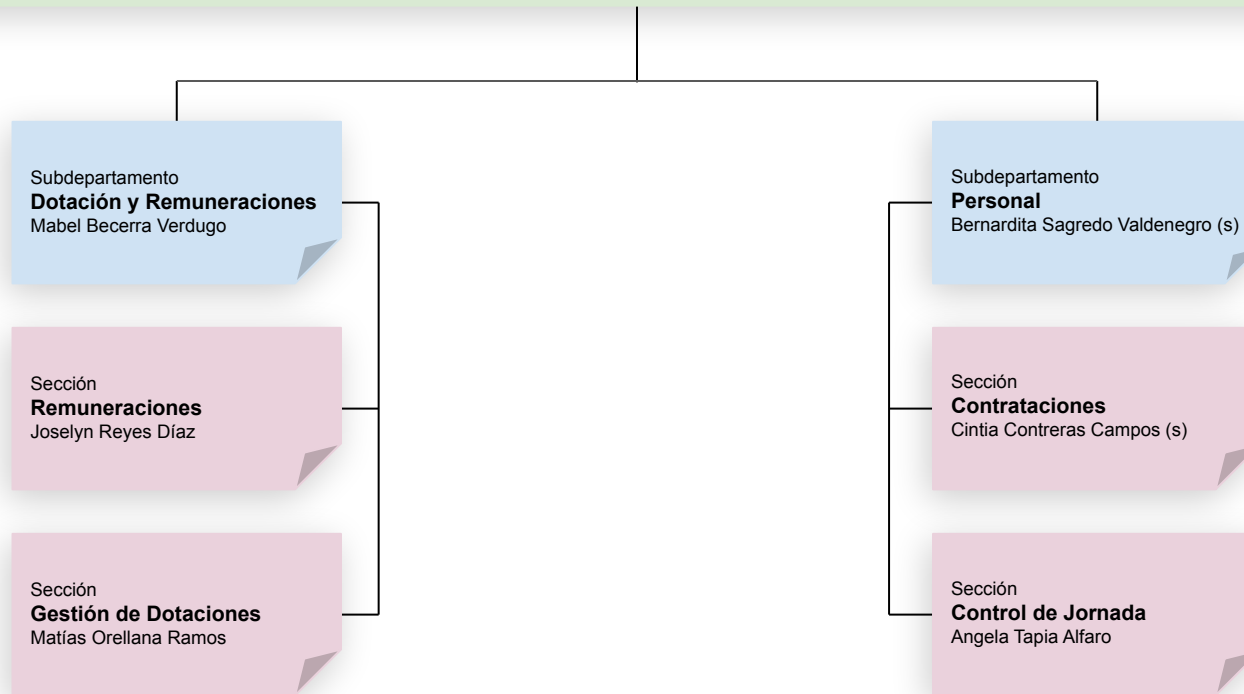 Subdepartamento
Dotación y Remuneraciones
Mabel Becerra Verdugo
Sección
Remuneraciones
Joselyn Reyes Díaz
Sección
Gestión de Dotaciones
Matías Orellana Ramos
Subdepartamento
Personal
Bernardita Sagredo Valdenegro (s)
Sección
Contrataciones
Cintia Contreras Campos (s)
Sección
Control de Jornada
Angela Tapia Alfaro